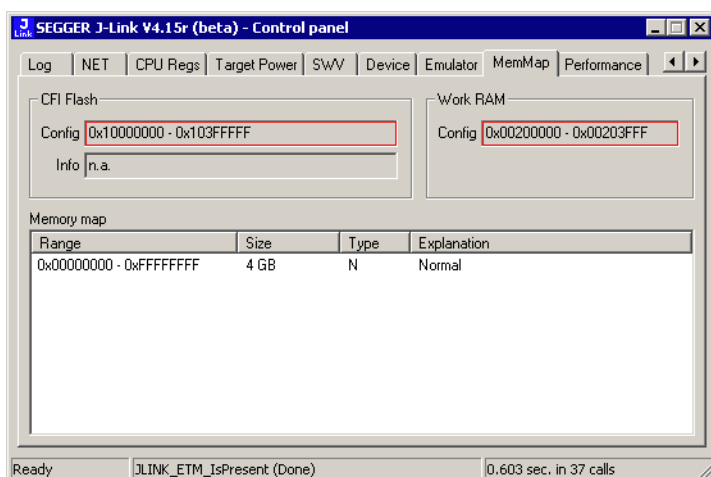 J Link SEGGER J-Link V4.15r (beta) - Control panel
Log NET CPU Regs Target Power SWV Device Emulator MemMap Performance
CFI Flash Work RAM
Config 0x10000000 - 0x103FFFFF Config 0x00200000 - 0x00203FFF
Info n.a.
Memory map
Range Size Type Explanation
0x00000000 - 0xFFFFFFFF 4 GB N Normal
Ready JLINK_ETM_IsPresent (Done) 0.603 sec. in 37 calls